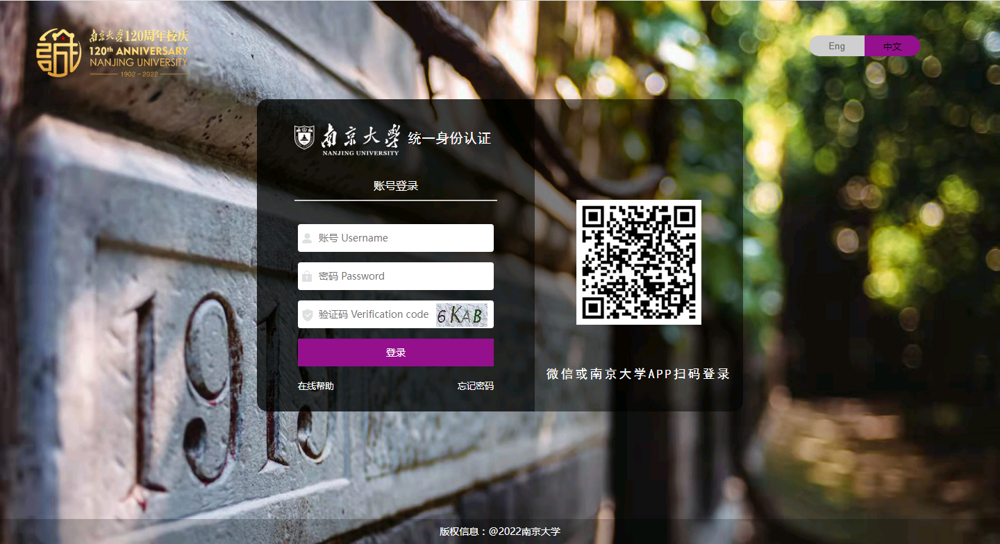 南京大学120周年校庆
120th ANNIVERSARY
NANJING UNIVERSITY
1902 - 2022
Eng
中文
南京大学 统一身份认证
NANJING UNIVERSITY
账号登录
账号 Username
密码 Password
验证码 Verification code 6KAB
登录
在线帮助
忘记密码
微信或南京大学APP扫码登录
1915
版权信息：@2022南京大学